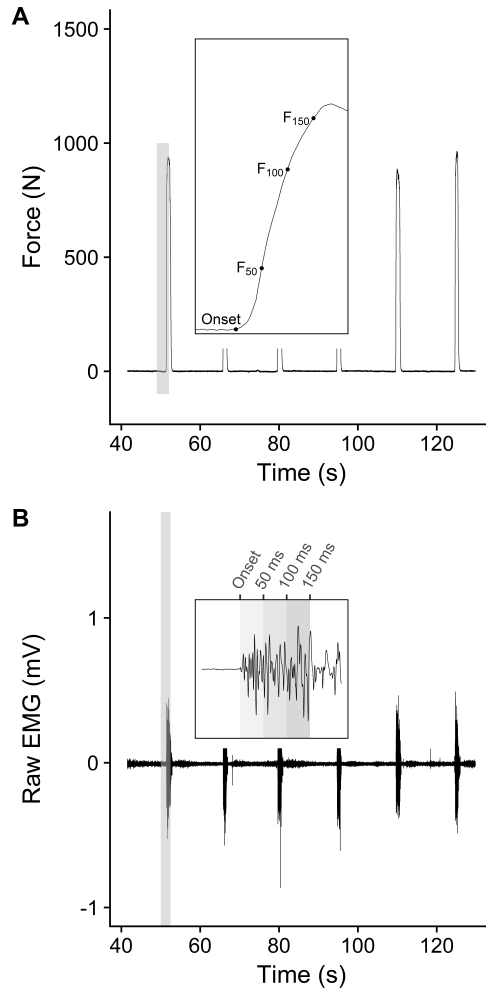 A
1500
1000
500
0
Force (N)
F150
F100
F50
Onset
40 60 80 100 120
Time (s)
B
Onset
50 ms
100 ms
150 ms
1
0
-1
Raw EMG (mV)
40 60 80 100 120
Time (s)